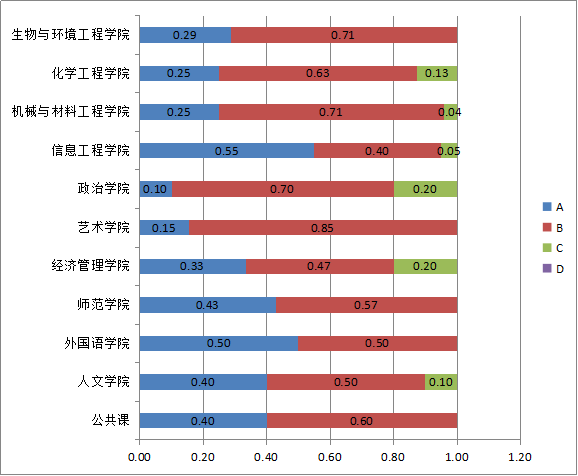 生物与环境工程学院 0.29 0.71
化学工程学院 0.25 0.63 0.13
机械与材料工程学院 0.25 0.71 0.04
信息工程学院 0.55 0.40 0.05
政治学院 0.10 0.70 0.20
艺术学院 0.15 0.85
经济管理学院 0.33 0.47 0.20
师范学院 0.43 0.57
外国语学院 0.50 0.50
人文学院 0.40 0.50 0.10
公共课 0.40 0.60
0.00 0.20 0.40 0.60 0.80 1.00 1.20
A
B
C
D